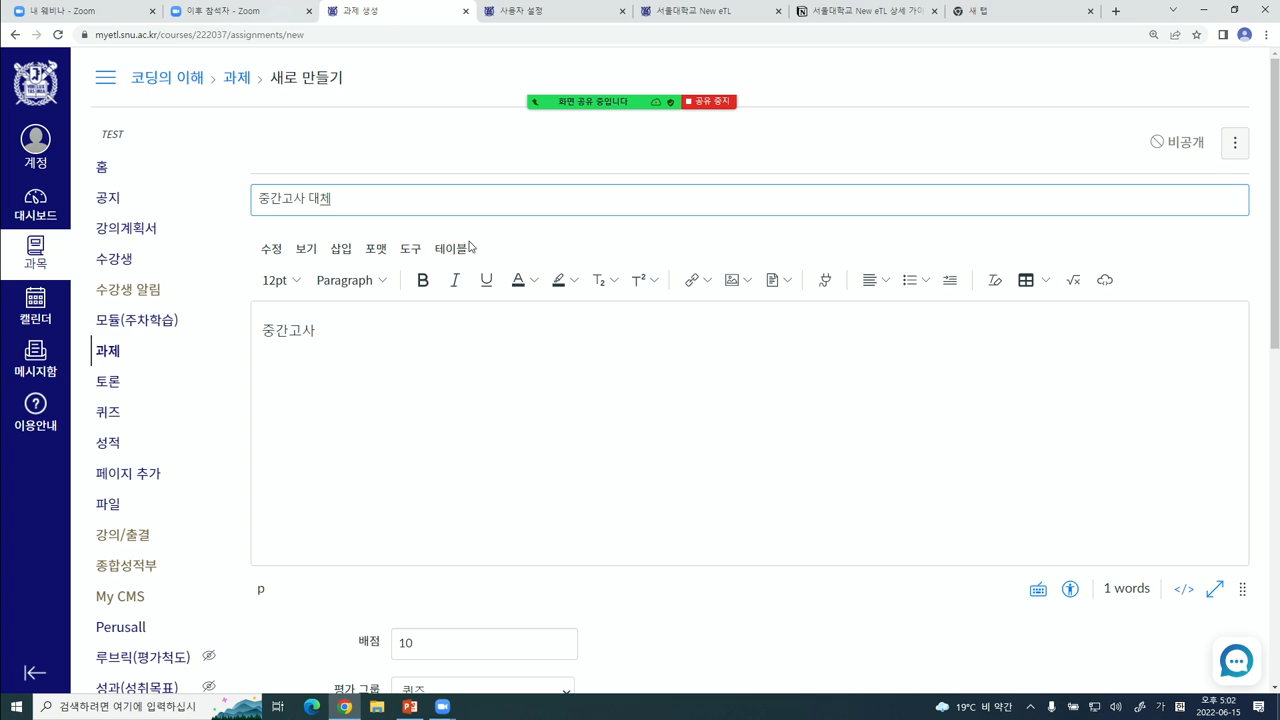 내 웨비나 - Zoom
이후 참석자 - Zoom
과제 생성
사용자 설정
서울대학교 New eTL
서울대학교 New eTL 상세 가이
새 탭
myetl.snu.ac.kr/courses/222037/assignments/new
코딩의 이해 > 과제 > 새로 만들기
화면 공유 중입니다
공유 중지
계정
대시보드
과목
캘린더
메시지함
이용안내
TEST
홈
공지
강의계획서
수강생
수강생 알림
모듈(주차학습)
과제
토론
퀴즈
성적
페이지 추가
파일
강의/출결
종합성적부
My CMS
Perusall
루브릭(평가척도)
성과(성취목표)
비공개
중간고사 대체
수정 보기 삽입 포맷 도구 테이블
12pt Paragraph
중간고사
p
1 words
</>
배점
10
평가 그룹
퀴즈
검색하려면 여기에 입력하십시
19°C 비 약간
가
오후 5:02
2022-06-15